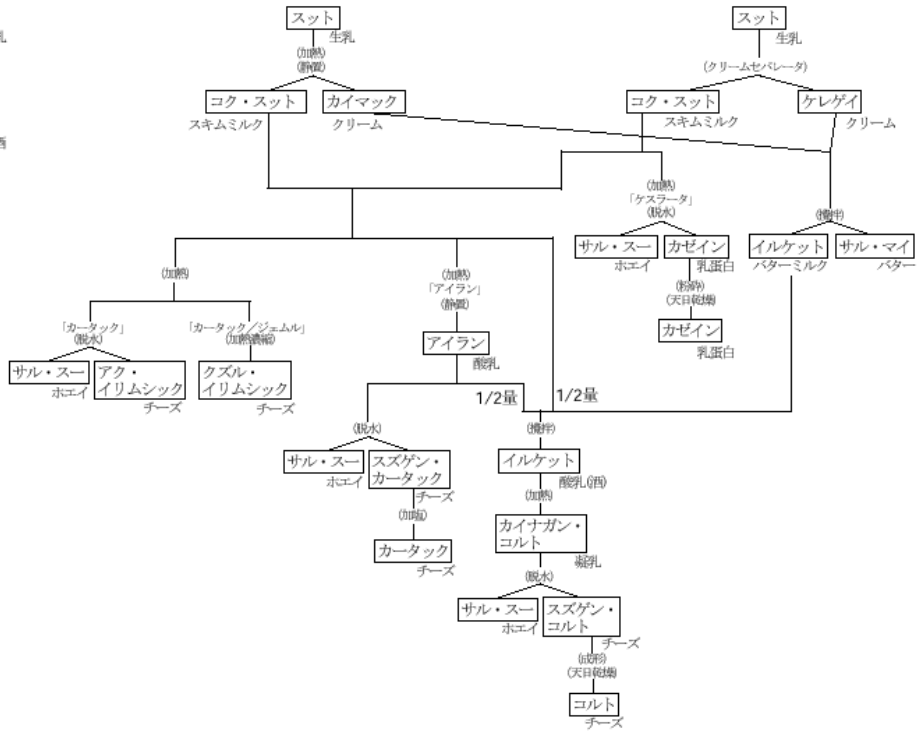 スット
生乳
(加熱)
(静置)
コク・スット
スキムミルク
カイマック
クリーム
スット
生乳
(クリームセパレータ)
コク・スット
スキムミルク
ケレゲイ
クリーム
乳
酒
(加熱)
「ケスラータ」
(脱水)
サル・スー
ホエイ
カゼイン
乳蛋白
(粉砕)
(天日乾燥)
カゼイン
乳蛋白
(攪拌)
イルケット
バターミルク
サル・マイ
バター
(加熱)
「カータック」
(脱水)
サル・スー
ホエイ
アク・
イリムシック
チーズ
「カータック/ジェムル」
(加熱濃縮)
クズル・
イリムシック
チーズ
(加熱)
「アイラン」
(静置)
アイラン
酸乳
1/2量
1/2量
(脱水)
サル・スー
ホエイ
スズゲン・
カータック
チーズ
(加塩)
カータック
チーズ
(攪拌)
イルケット
酸乳(酒)
(加熱)
カイナガン・
コルト
凝乳
(脱水)
サル・スー
ホエイ
スズゲン・
コルト
チーズ
(成形)
(天日乾燥)
コルト
チーズ